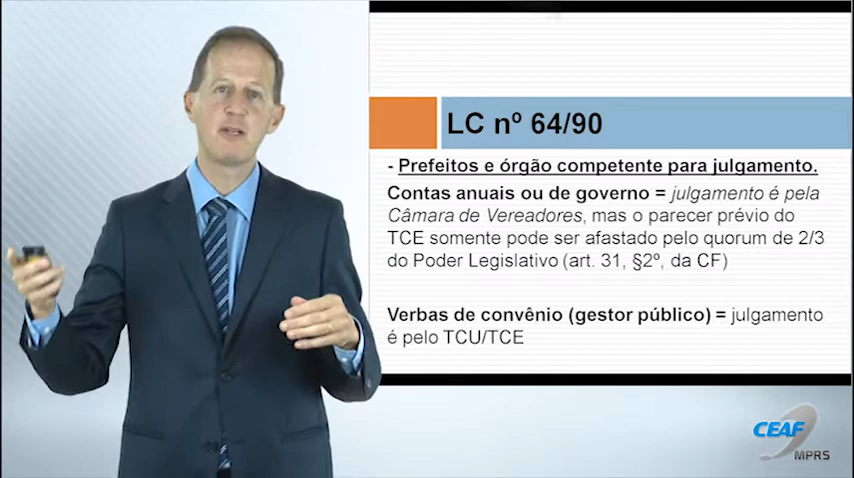 LC nº 64/90
- Prefeitos e órgão competente para julgamento.
Contas anuais ou de governo = julgamento é pela
Câmara de Vereadores, mas o parecer prévio do
TCE somente pode ser afastado pelo quorum de 2/3
do Poder Legislativo (art. 31, §2º, da CF)
Verbas de convênio (gestor público) = julgamento
é pelo TCU/TCE
CEAF
MPRS